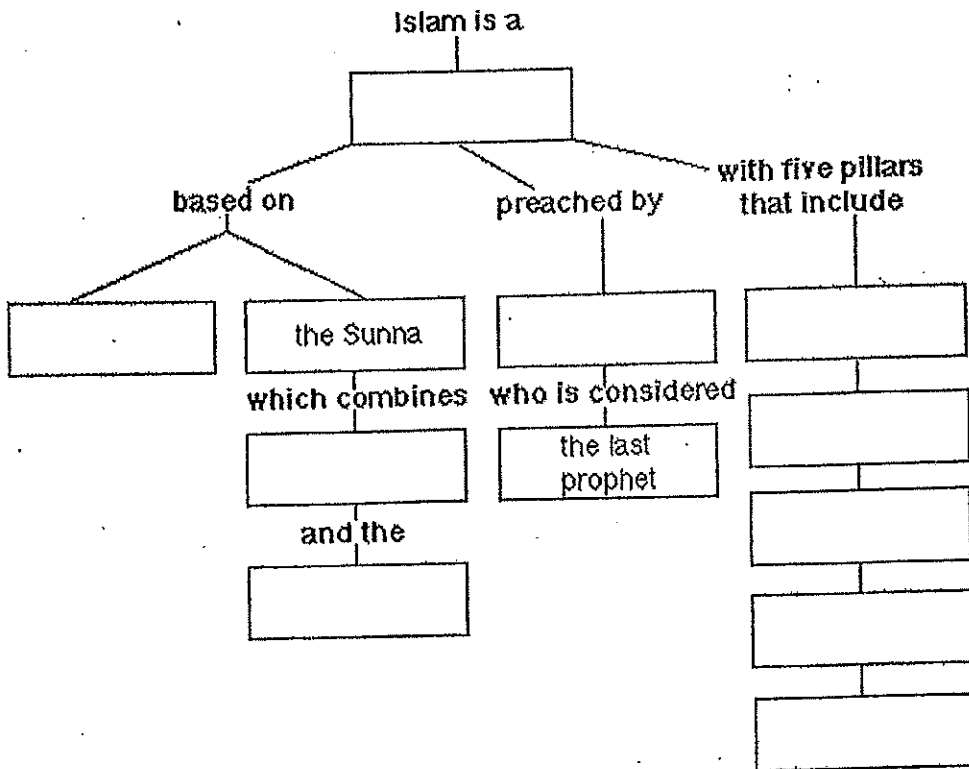 Islam is a
based on
preached by
with five pillars
that include
the Sunna
which combines
who is considered
the last
prophet
and the